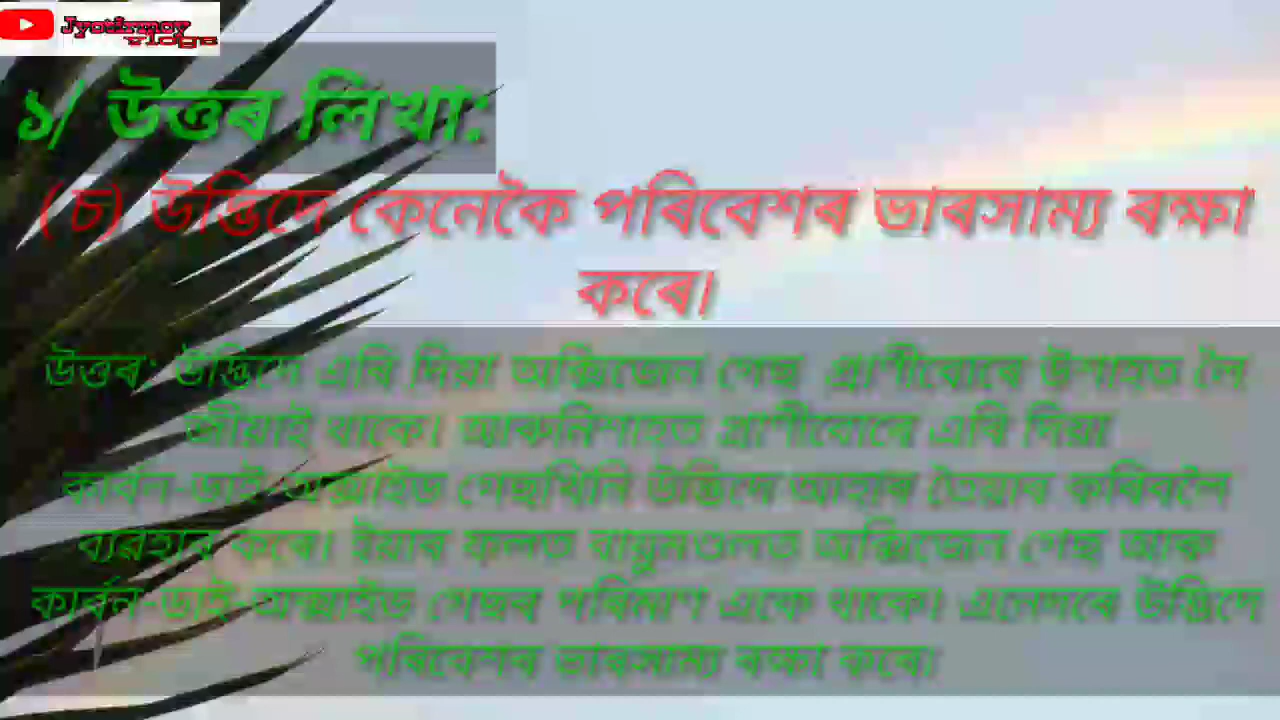 Jyotirmoy
vlogs
১/ উত্তৰ লিখা:
(চ) উদ্ভিদে কেনেকৈ পৰিবেশৰ ভাৰসাম্য ৰক্ষা
কৰে।
উত্তৰ: উদ্ভিদে এৰি দিয়া অক্সিজেন গেছ প্ৰাণীবোৰে উশাহত লৈ
জীয়াই থাকে। আৰু নিশাহত প্ৰাণীবোৰে এৰি দিয়া
কাৰ্বন-ডাই-অক্সাইড গেছখিনি উদ্ভিদে আহাৰ তৈয়াৰ কৰিবলৈ
ব্যৱহাৰ কৰে। ইয়াৰ ফলত বায়ুমণ্ডলত অক্সিজেন গেছ আৰু
কাৰ্বন-ডাই-অক্সাইড গেছৰ পৰিমাণ একে থাকে। এনেদৰে উদ্ভিদে
পৰিবেশৰ ভাৰসাম্য ৰক্ষা কৰে।